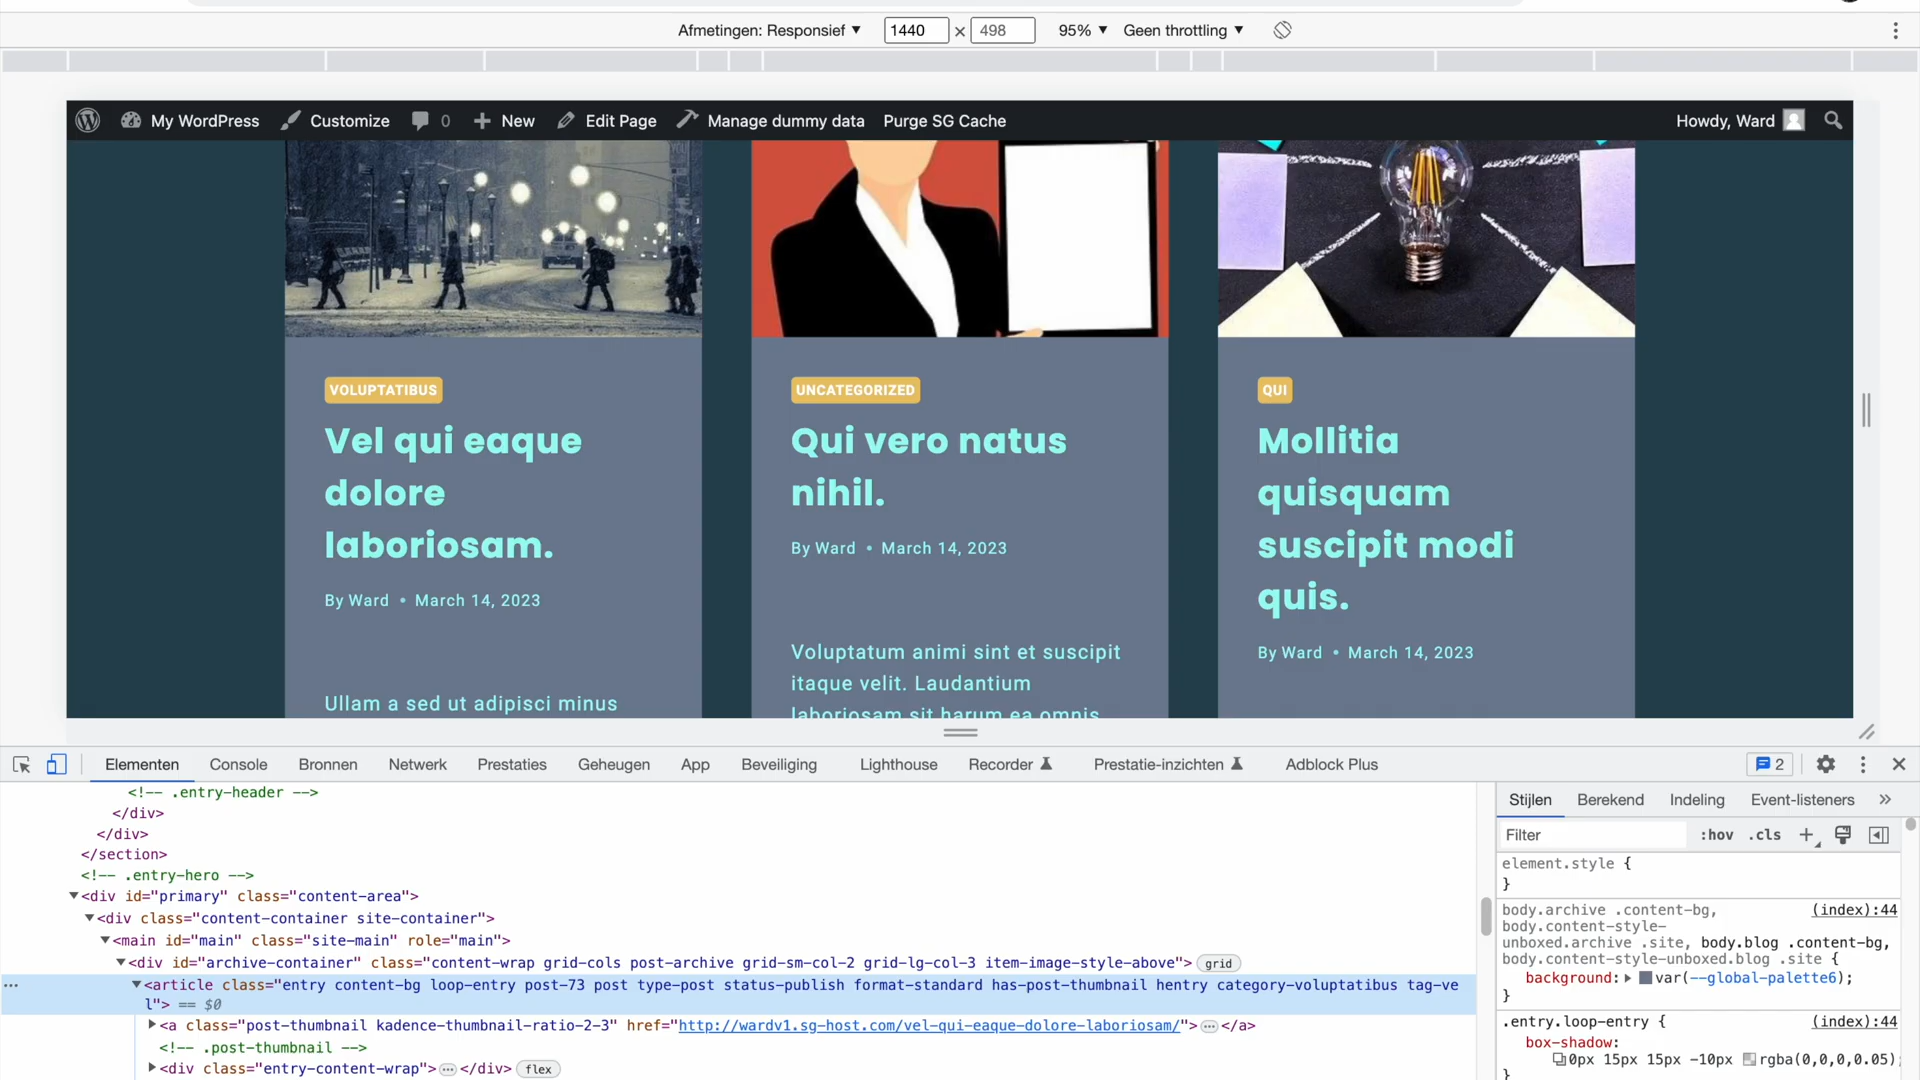 Afmetingen: Responsief ▼ 1440 × 498 95% ▼ Geen throttling ▼
My WordPress Customize 0 New Edit Page Manage dummy data Purge SG Cache Howdy, Ward
VOLUPTATIBUS
Vel qui eaque
dolore
laboriosam.
By Ward • March 14, 2023
Ullam a sed ut adipisci minus
UNCATEGORIZED
Qui vero natus
nihil.
By Ward • March 14, 2023
Voluptatum animi sint et suscipit
itaque velit. Laudantium
laboriosam sit harum ea omnis
QUI
Mollitia
quisquam
suscipit modi
quis.
By Ward • March 14, 2023
Elementen Console Bronnen Netwerk Prestaties Geheugen App Beveiliging Lighthouse Recorder Prestatie-inzichten Adblock Plus 2
<!-- .entry-header -->
</div>
</div>
</section>
<!-- .entry-hero -->
▼<div id="primary" class="content-area">
▼<div class="content-container site-container">
▼<main id="main" class="site-main" role="main">
▼<div id="archive-container" class="content-wrap grid-cols post-archive grid-sm-col-2 grid-lg-col-3 item-image-style-above"> grid
▼<article class="entry content-bg loop-entry post-73 post type-post status-publish format-standard has-post-thumbnail hentry category-voluptatibus tag-ve
l"> == $0
▶<a class="post-thumbnail kadence-thumbnail-ratio-2-3" href="http://wardv1.sg-host.com/vel-qui-eaque-dolore-laboriosam/">…</a>
<!-- .post-thumbnail -->
▶<div class="entry-content-wrap">…</div> flex
Stijlen Berekend Indeling Event-listeners »
Filter :hov .cls +
element.style {
}
body.archive .content-bg, (index):44
body.content-style-
unboxed.archive .site, body.blog .content-bg,
body.content-style-unboxed.blog .site {
background: ▶ var(--global-palette6);
}
.entry.loop-entry { (index):44
box-shadow:
0px 15px 15px -10px rgba(0,0,0,0.05);
}